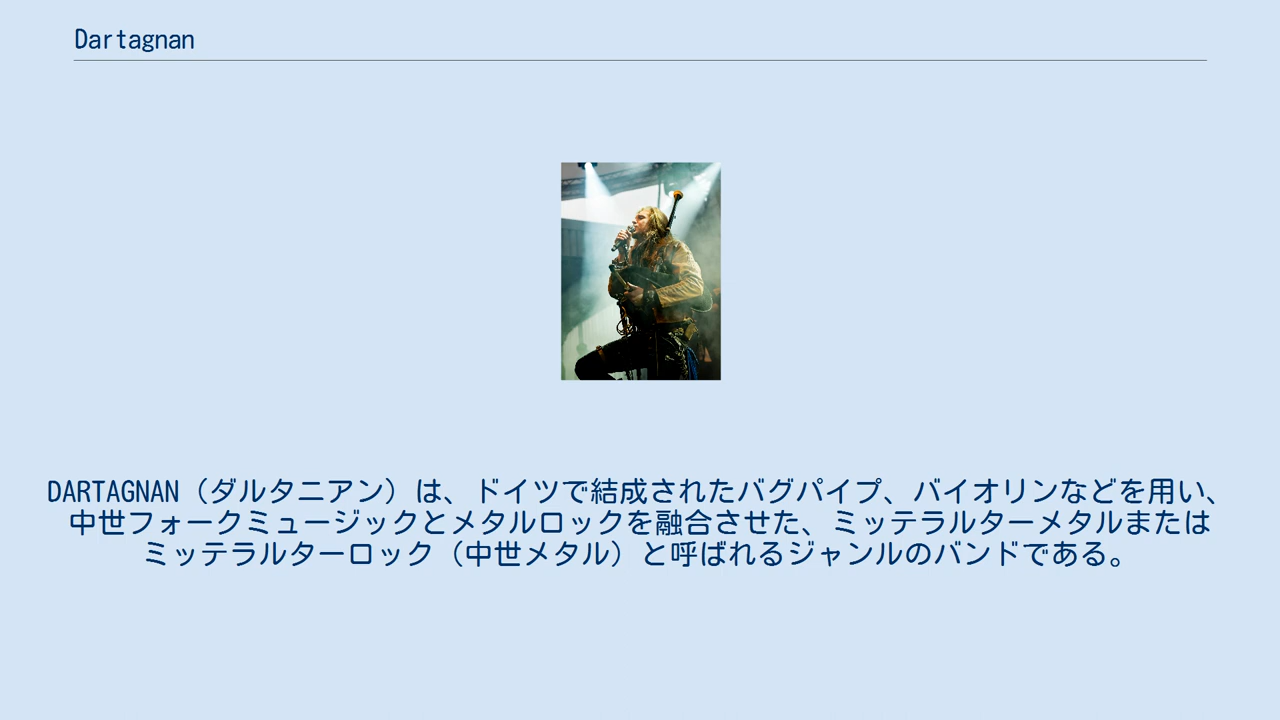 Dartagnan
DARTAGNAN（ダルタニアン）は、ドイツで結成されたバグパイプ、バイオリンなどを用い、
中世フォークミュージックとメタルロックを融合させた、ミッテラルターメタルまたは
ミッテラルターロック（中世メタル）と呼ばれるジャンルのバンドである。